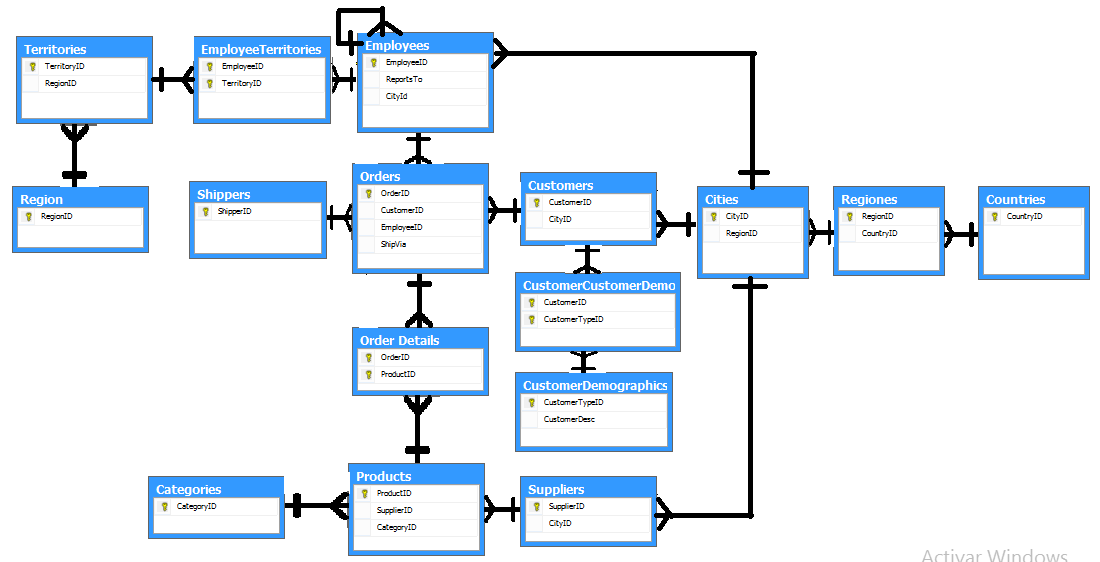 Territories
TerritoryID
RegionID
EmployeeTerritories
EmployeeID
TerritoryID
Employees
EmployeeID
ReportsTo
CityId
Region
RegionID
Shippers
ShipperID
Orders
OrderID
CustomerID
EmployeeID
ShipVia
Customers
CustomerID
CityID
Cities
CityID
RegionID
Regiones
RegionID
CountryID
Countries
CountryID
CustomerCustomerDemo
CustomerID
CustomerTypeID
Order Details
OrderID
ProductID
CustomerDemographics
CustomerTypeID
CustomerDesc
Categories
CategoryID
Products
ProductID
SupplierID
CategoryID
Suppliers
SupplierID
CityID
Activar Windows